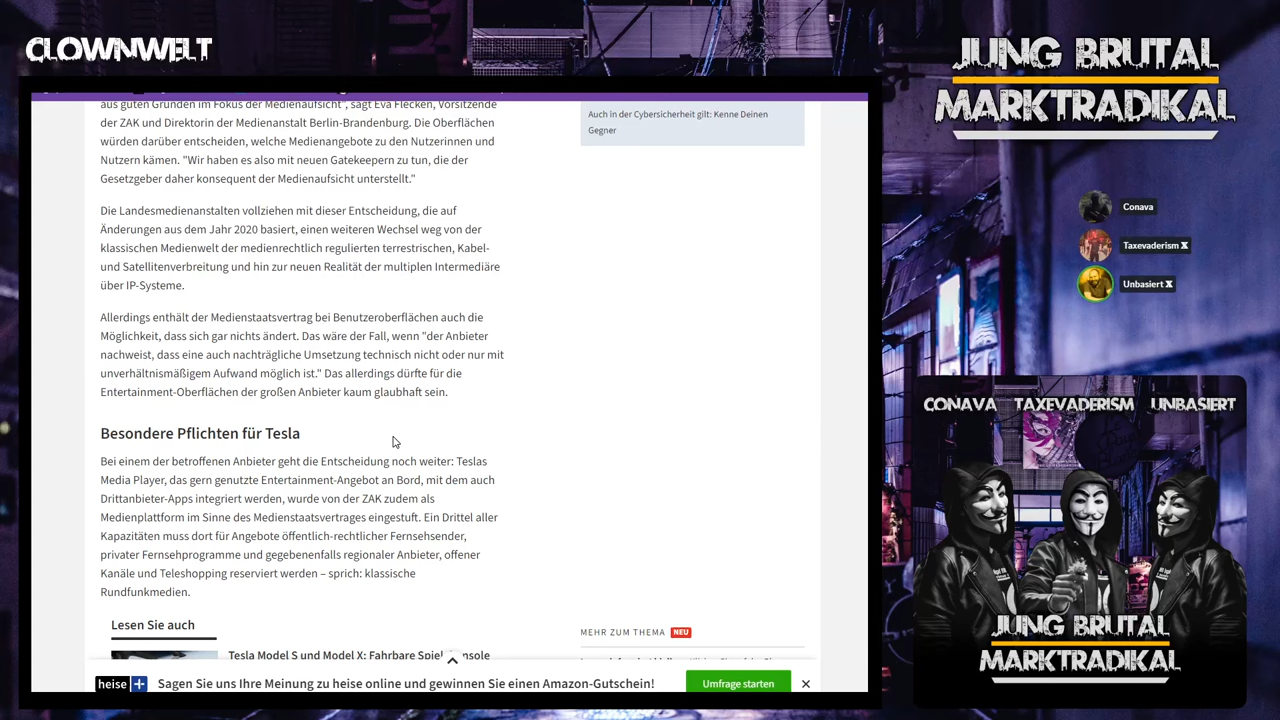 CLOWNWELT
aus guten Gründen im Fokus der Medienaufsicht", sagt Eva Flecken, Vorsitzende
der ZAK und Direktorin der Medienanstalt Berlin-Brandenburg. Die Oberflächen
würden darüber entscheiden, welche Medienangebote zu den Nutzerinnen und
Nutzern kämen. "Wir haben es also mit neuen Gatekeepern zu tun, die der
Gesetzgeber daher konsequent der Medienaufsicht unterstellt."
Die Landesmedienanstalten vollziehen mit dieser Entscheidung, die auf
Änderungen aus dem Jahr 2020 basiert, einen weiteren Wechsel weg von der
klassischen Medienwelt der medienrechtlich regulierten terrestrischen, Kabel-
und Satellitenverbreitung und hin zur neuen Realität der multiplen Intermediäre
über IP-Systeme.
Allerdings enthält der Medienstaatsvertrag bei Benutzeroberflächen auch die
Möglichkeit, dass sich gar nichts ändert. Das wäre der Fall, wenn "der Anbieter
nachweist, dass eine auch nachträgliche Umsetzung technisch nicht oder nur mit
unverhältnismäßigem Aufwand möglich ist." Das allerdings dürfte für die
Entertainment-Oberflächen der großen Anbieter kaum glaubhaft sein.
Besondere Pflichten für Tesla
Bei einem der betroffenen Anbieter geht die Entscheidung noch weiter: Teslas
Media Player, das gern genutzte Entertainment-Angebot an Bord, mit dem auch
Drittanbieter-Apps integriert werden, wurde von der ZAK zudem als
Medienplattform im Sinne des Medienstaatsvertrages eingestuft. Ein Drittel aller
Kapazitäten muss dort für Angebote öffentlich-rechtlicher Fernsehsender,
privater Fernsehprogramme und gegebenenfalls regionaler Anbieter, offener
Kanäle und Teleshopping reserviert werden – sprich: klassische
Rundfunkmedien.
Lesen Sie auch
Tesla Model S und Model X: Fahrbare Spiel
Auch in der Cybersicherheit gilt: Kenne Deinen
Gegner
MEHR ZUM THEMA NEU
heise + Sagen Sie uns Ihre Meinung zu heise online und gewinnen Sie einen Amazon-Gutschein! Umfrage starten
JUNG BRUTAL
MARKTRADIKAL
Conava
Taxevaderism X
Unbasiert X
CONAVA TAXEVADERISM UNBASIERT
JUNG BRUTAL
MARKTRADIKAL